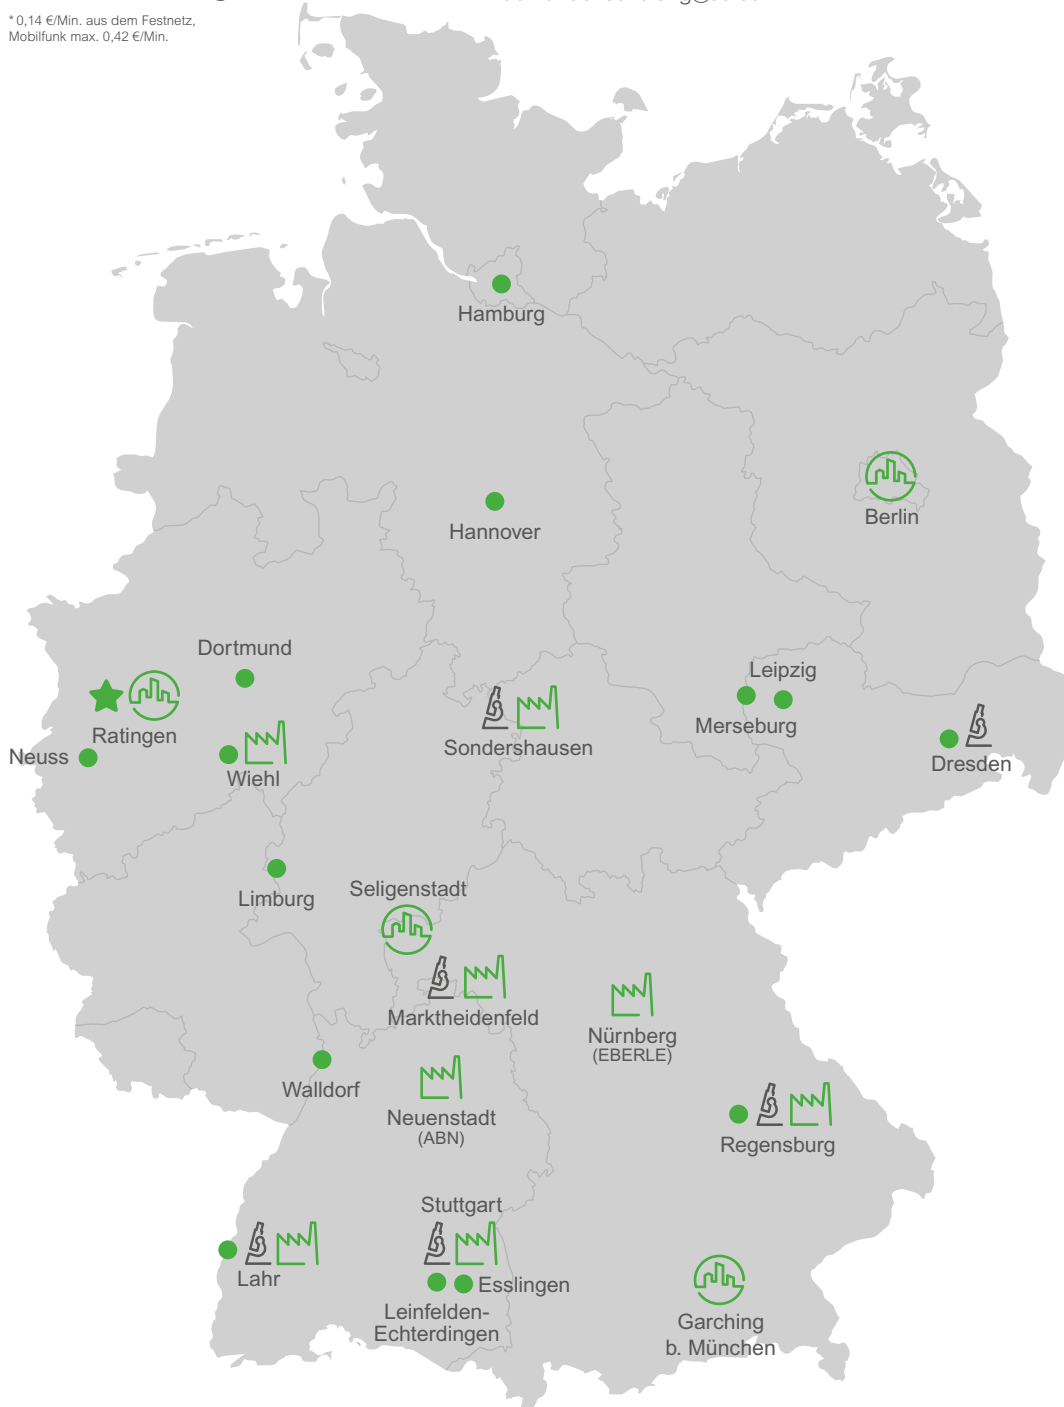 * 0,14 €/Min. aus dem Festnetz,
Mobilfunk max. 0,42 €/Min.
Hamburg
Berlin
Hannover
Dortmund
Leipzig
Ratingen
Merseburg
Sondershausen
Neuss
Wiehl
Dresden
Limburg
Seligenstadt
Marktheidenfeld
Nürnberg
(EBERLE)
Walldorf
Neuenstadt
(ABN)
Regensburg
Stuttgart
Lahr
Esslingen
Leinfelden-
Echterdingen
Garching
b. München